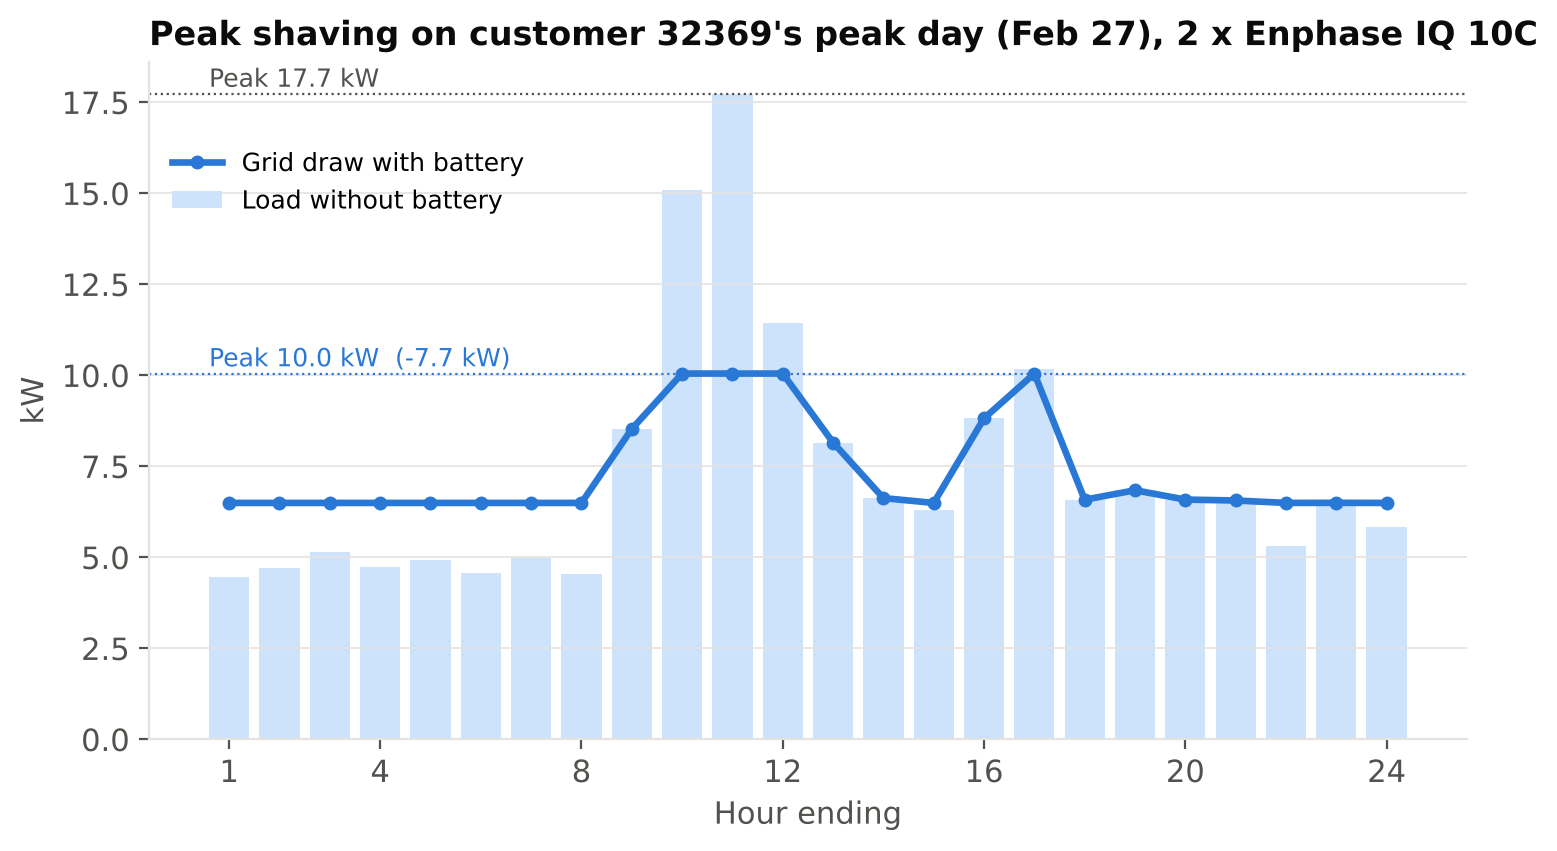 Peak shaving on customer 32369's peak day (Feb 27), 2 x Enphase IQ 10C
Peak 17.7 kW
17.5
Grid draw with battery
15.0
Load without battery
12.5
Peak 10.0 kW (-7.7 kW)
10.0
kW
7.5
5.0
2.5
0.0
1 4 8 12 16 20 24
Hour ending